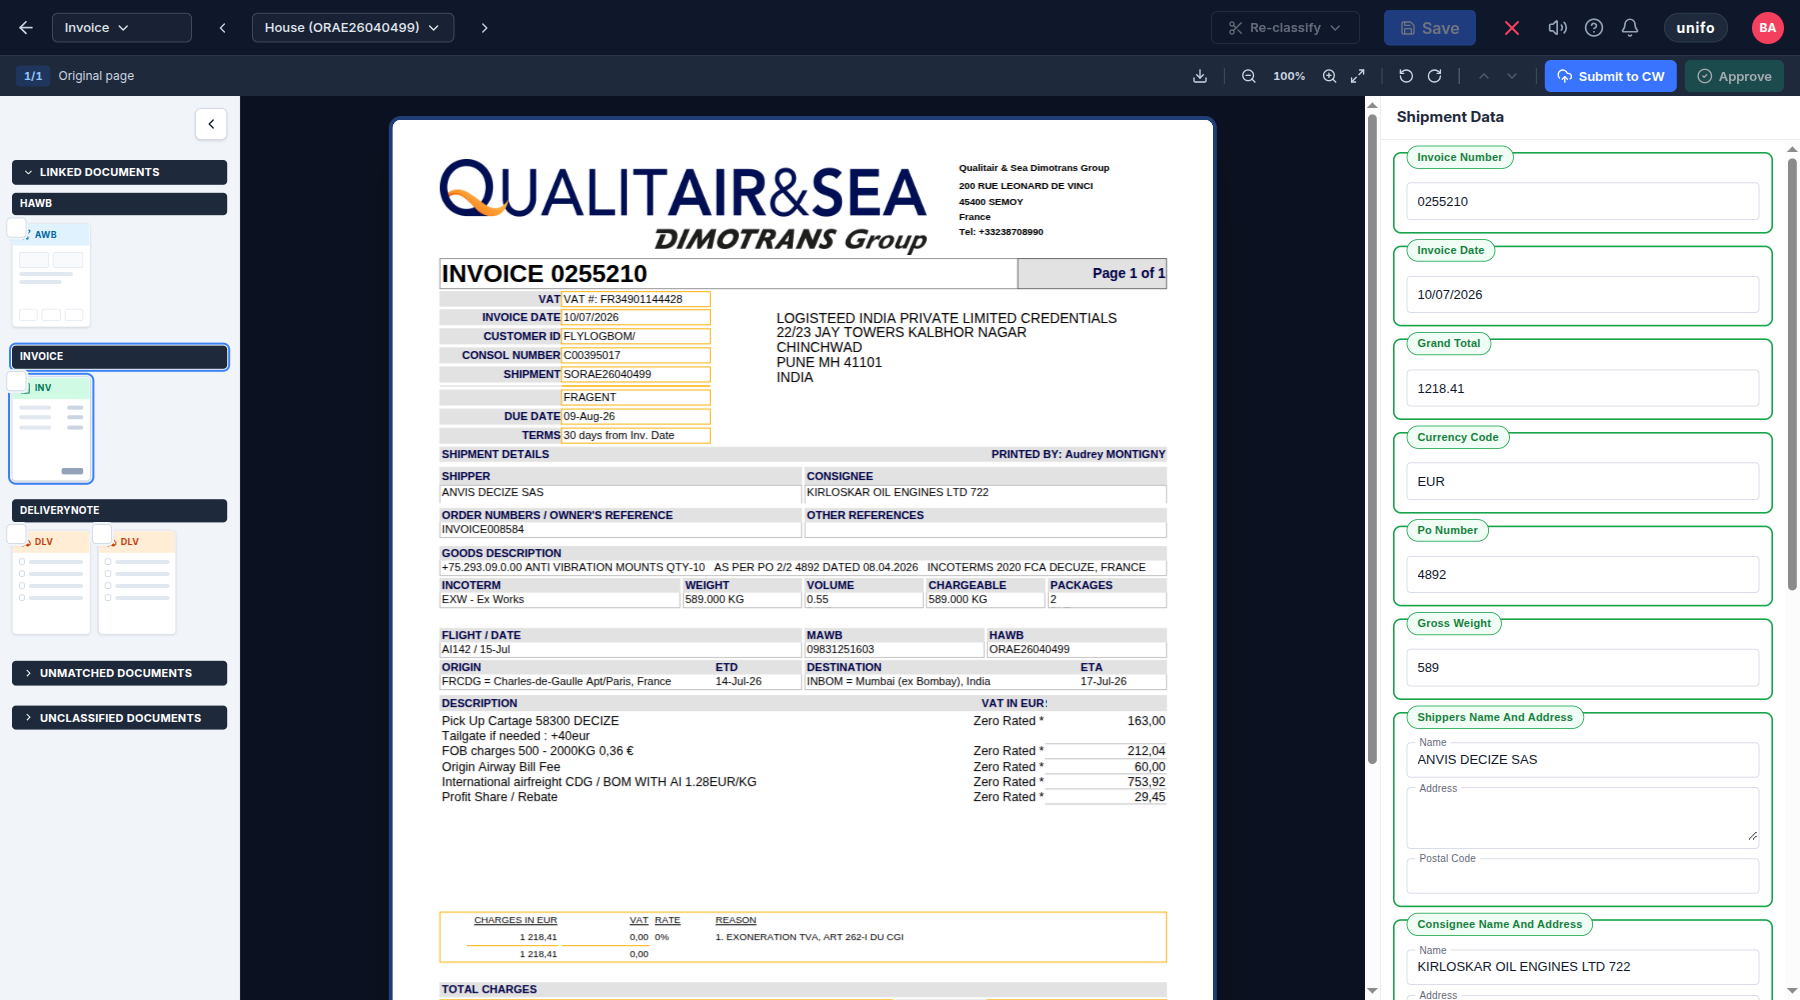 Invoice
House (ORAE26040499)
Re-classify
Save
unifo
BA
1/1
Original page
100%
Submit to CW
Approve
LINKED DOCUMENTS
HAWB
AWB
INVOICE
INV
DELIVERYNOTE
DLV
DLV
UNMATCHED DOCUMENTS
UNCLASSIFIED DOCUMENTS
QUALITAIR&SEA
DIMOTRANS Group
Qualitair & Sea Dimotrans Group
200 RUE LEONARD DE VINCI
45400 SEMOY
France
Tel: +33238708990
INVOICE 0255210
Page 1 of 1
VAT VAT #: FR34901144428
INVOICE DATE 10/07/2026
CUSTOMER ID FLYLOGBOM/
CONSOL NUMBER C00395017
SHIPMENT SORAE26040499
FRAGENT
DUE DATE 09-Aug-26
TERMS 30 days from Inv. Date
LOGISTEED INDIA PRIVATE LIMITED CREDENTIALS
22/23 JAY TOWERS KALBHOR NAGAR
CHINCHWAD
PUNE MH 41101
INDIA
SHIPMENT DETAILS PRINTED BY: Audrey MONTIGNY
SHIPPER CONSIGNEE
ANVIS DECIZE SAS KIRLOSKAR OIL ENGINES LTD 722
ORDER NUMBERS / OWNER'S REFERENCE OTHER REFERENCES
INVOICE008584
GOODS DESCRIPTION
+75.293.09.0.00 ANTI VIBRATION MOUNTS QTY-10 AS PER PO 2/2 4892 DATED 08.04.2026 INCOTERMS 2020 FCA DECUZE, FRANCE
INCOTERM WEIGHT VOLUME CHARGEABLE PACKAGES
EXW - Ex Works 589.000 KG 0.55 589.000 KG 2
FLIGHT / DATE MAWB HAWB
AI142 / 15-Jul 09831251603 ORAE26040499
ORIGIN ETD DESTINATION ETA
FRCDG = Charles-de-Gaulle Apt/Paris, France 14-Jul-26 INBOM = Mumbai (ex Bombay), India 17-Jul-26
DESCRIPTION VAT IN EUR:
Pick Up Cartage 58300 DECIZE Zero Rated * 163,00
Tailgate if needed : +40eur
FOB charges 500 - 2000KG 0,36 € Zero Rated * 212,04
Origin Airway Bill Fee Zero Rated * 60,00
International airfreight CDG / BOM WITH AI 1.28EUR/KG Zero Rated * 753,92
Profit Share / Rebate Zero Rated * 29,45
CHARGES IN EUR VAT RATE REASON
1 218,41 0,00 0% 1. EXONERATION TVA, ART 262-I DU CGI
1 218,41 0,00
TOTAL CHARGES
Shipment Data
Invoice Number
0255210
Invoice Date
10/07/2026
Grand Total
1218.41
Currency Code
EUR
Po Number
4892
Gross Weight
589
Shippers Name And Address
Name
ANVIS DECIZE SAS
Address
Postal Code
Consignee Name And Address
Name
KIRLOSKAR OIL ENGINES LTD 722
Address